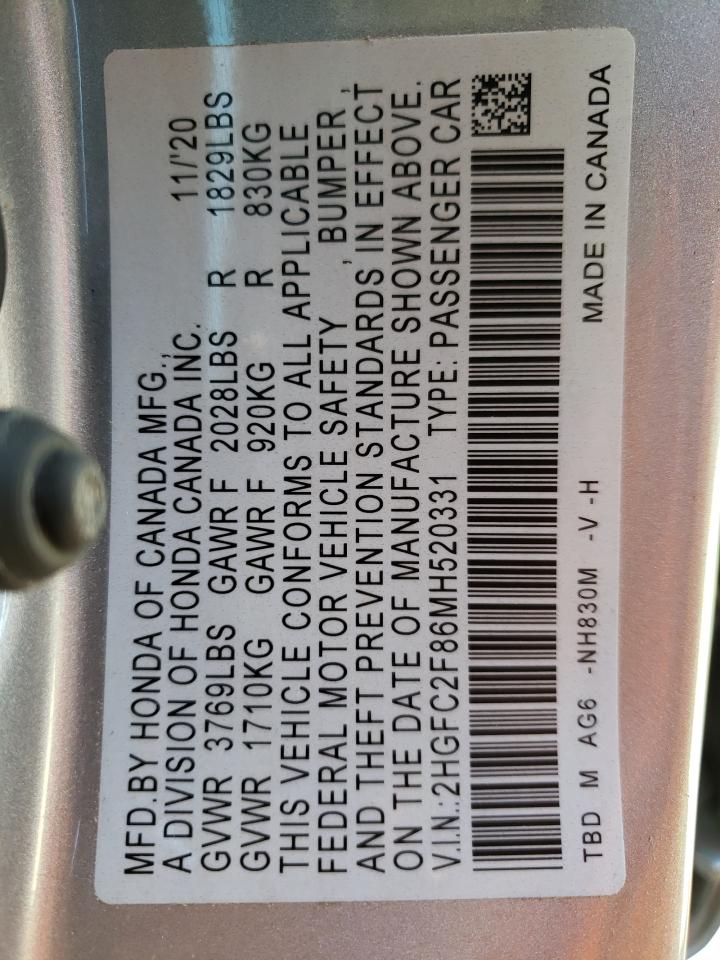 MFD.BY HONDA OF CANADA MFG.,
A DIVISION OF HONDA CANADA INC. 11/'20
GVWR 3769LBS GAWR F 2028LBS R 1829LBS
GVWR 1710KG GAWR F 920KG R 830KG
THIS VEHICLE CONFORMS TO ALL APPLICABLE
FEDERAL MOTOR VEHICLE SAFETY , BUMPER ,
AND THEFT PREVENTION STANDARDS IN EFFECT
ON THE DATE OF MANUFACTURE SHOWN ABOVE.
V.I.N.:2HGFC2F86MH520331 TYPE: PASSENGER CAR
TBD M AG6 -NH830M -V -H MADE IN CANADA